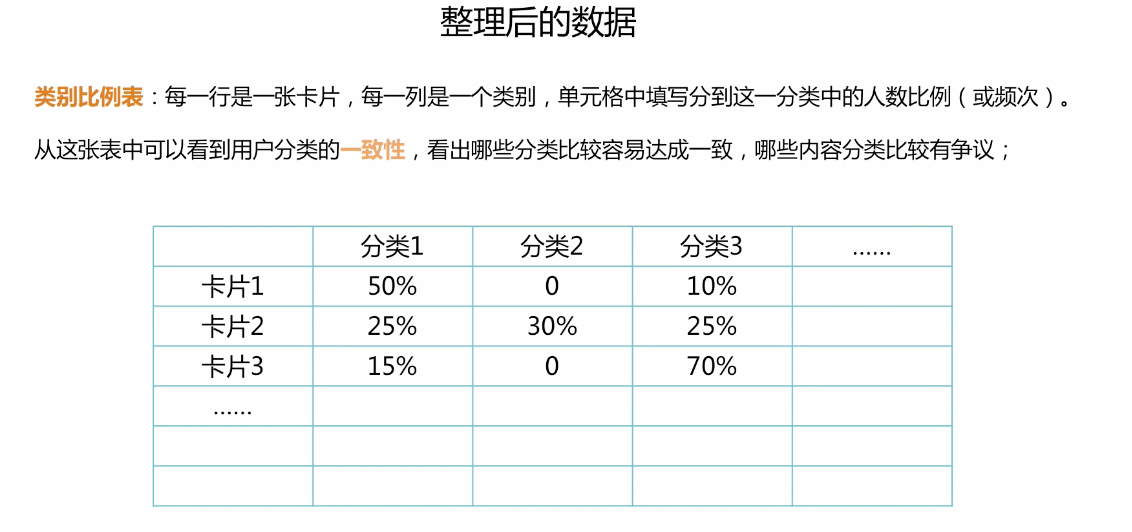 整理后的数据
类别比例表：每一行是一张卡片，每一列是一个类别，单元格中填写分到这一分类中的人数比例（或频次）。
从这张表中可以看到用户分类的一致性，看出哪些分类比较容易达成一致，哪些内容分类比较有争议；
分类1 分类2 分类3 ……
卡片1 50% 0 10%
卡片2 25% 30% 25%
卡片3 15% 0 70%
……